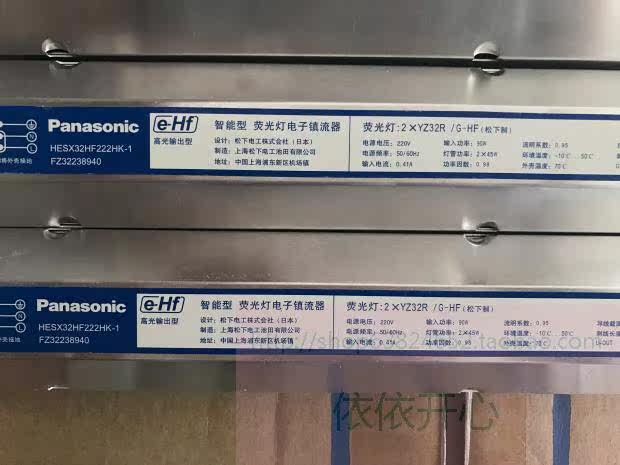 Panasonic
HESX32HF222HK-1
FZ32238940
e-Hf
高光输出型
智能型 荧光灯电子镇流器
设计: 松下电工株式会社(日本)
制造: 上海松下电工池田有限公司
地址: 中国上海浦东新区机场镇
荧光灯:2×YZ32R /G-HF(松下制)
电源电压: 220V
电源频率: 50/60Hz
输入电流: 0.41A
输入功率: 90W
灯管功率: 2×45W
功率因数: 0.98
流明系数: 0.95
环境温度: -10℃...50℃
外壳温度: 70℃
L
N
Panasonic
HESX32HF222HK-1
FZ32238940
e-Hf
高光输出型
智能型 荧光灯电子镇流器
设计: 松下电工株式会社(日本)
制造: 上海松下电工池田有限公司
地址: 中国上海浦东新区机场镇
荧光灯:2×YZ32R /G-HF(松下制)
电源电压: 220V
电源频率: 50/60Hz
输入电流: 0.41A
输入功率: 90W
灯管功率: 2×45W
功率因数: 0.98
流明系数: 0.95
环境温度: -10℃...50℃
外壳温度: 70℃
依依开心